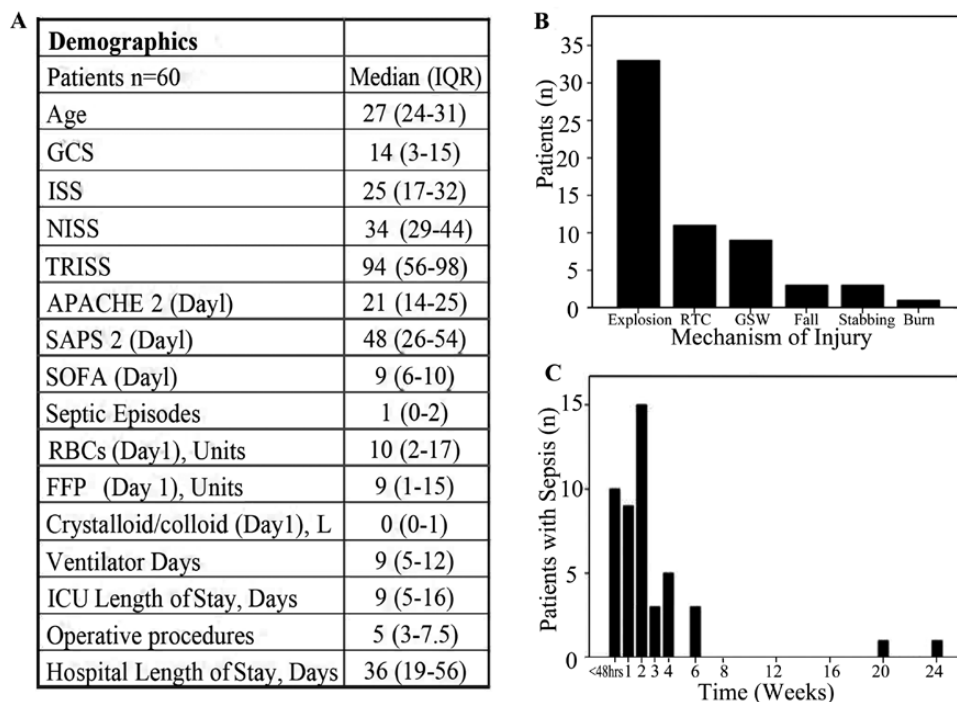 A
Demographics
Patients n=60 Median (IQR)
Age 27 (24-31)
GCS 14 (3-15)
ISS 25 (17-32)
NISS 34 (29-44)
TRISS 94 (56-98)
APACHE 2 (Dayl) 21 (14-25)
SAPS 2 (Dayl) 48 (26-54)
SOFA (Dayl) 9 (6-10)
Septic Episodes 1 (0-2)
RBCs (Day1), Units 10 (2-17)
FFP (Day 1), Units 9 (1-15)
Crystalloid/colloid (Day1), L 0 (0-1)
Ventilator Days 9 (5-12)
ICU Length of Stay, Days 9 (5-16)
Operative procedures 5 (3-7.5)
Hospital Length of Stay, Days 36 (19-56)
B
Patients (n)
35
30
25
20
15
10
5
0
Explosion RTC GSW Fall Stabbing Burn
Mechanism of Injury
C
Patients with Sepsis (n)
15
10
5
0
<48hrs 1 2 3 4 6 8 12 16 20 24
Time (Weeks)